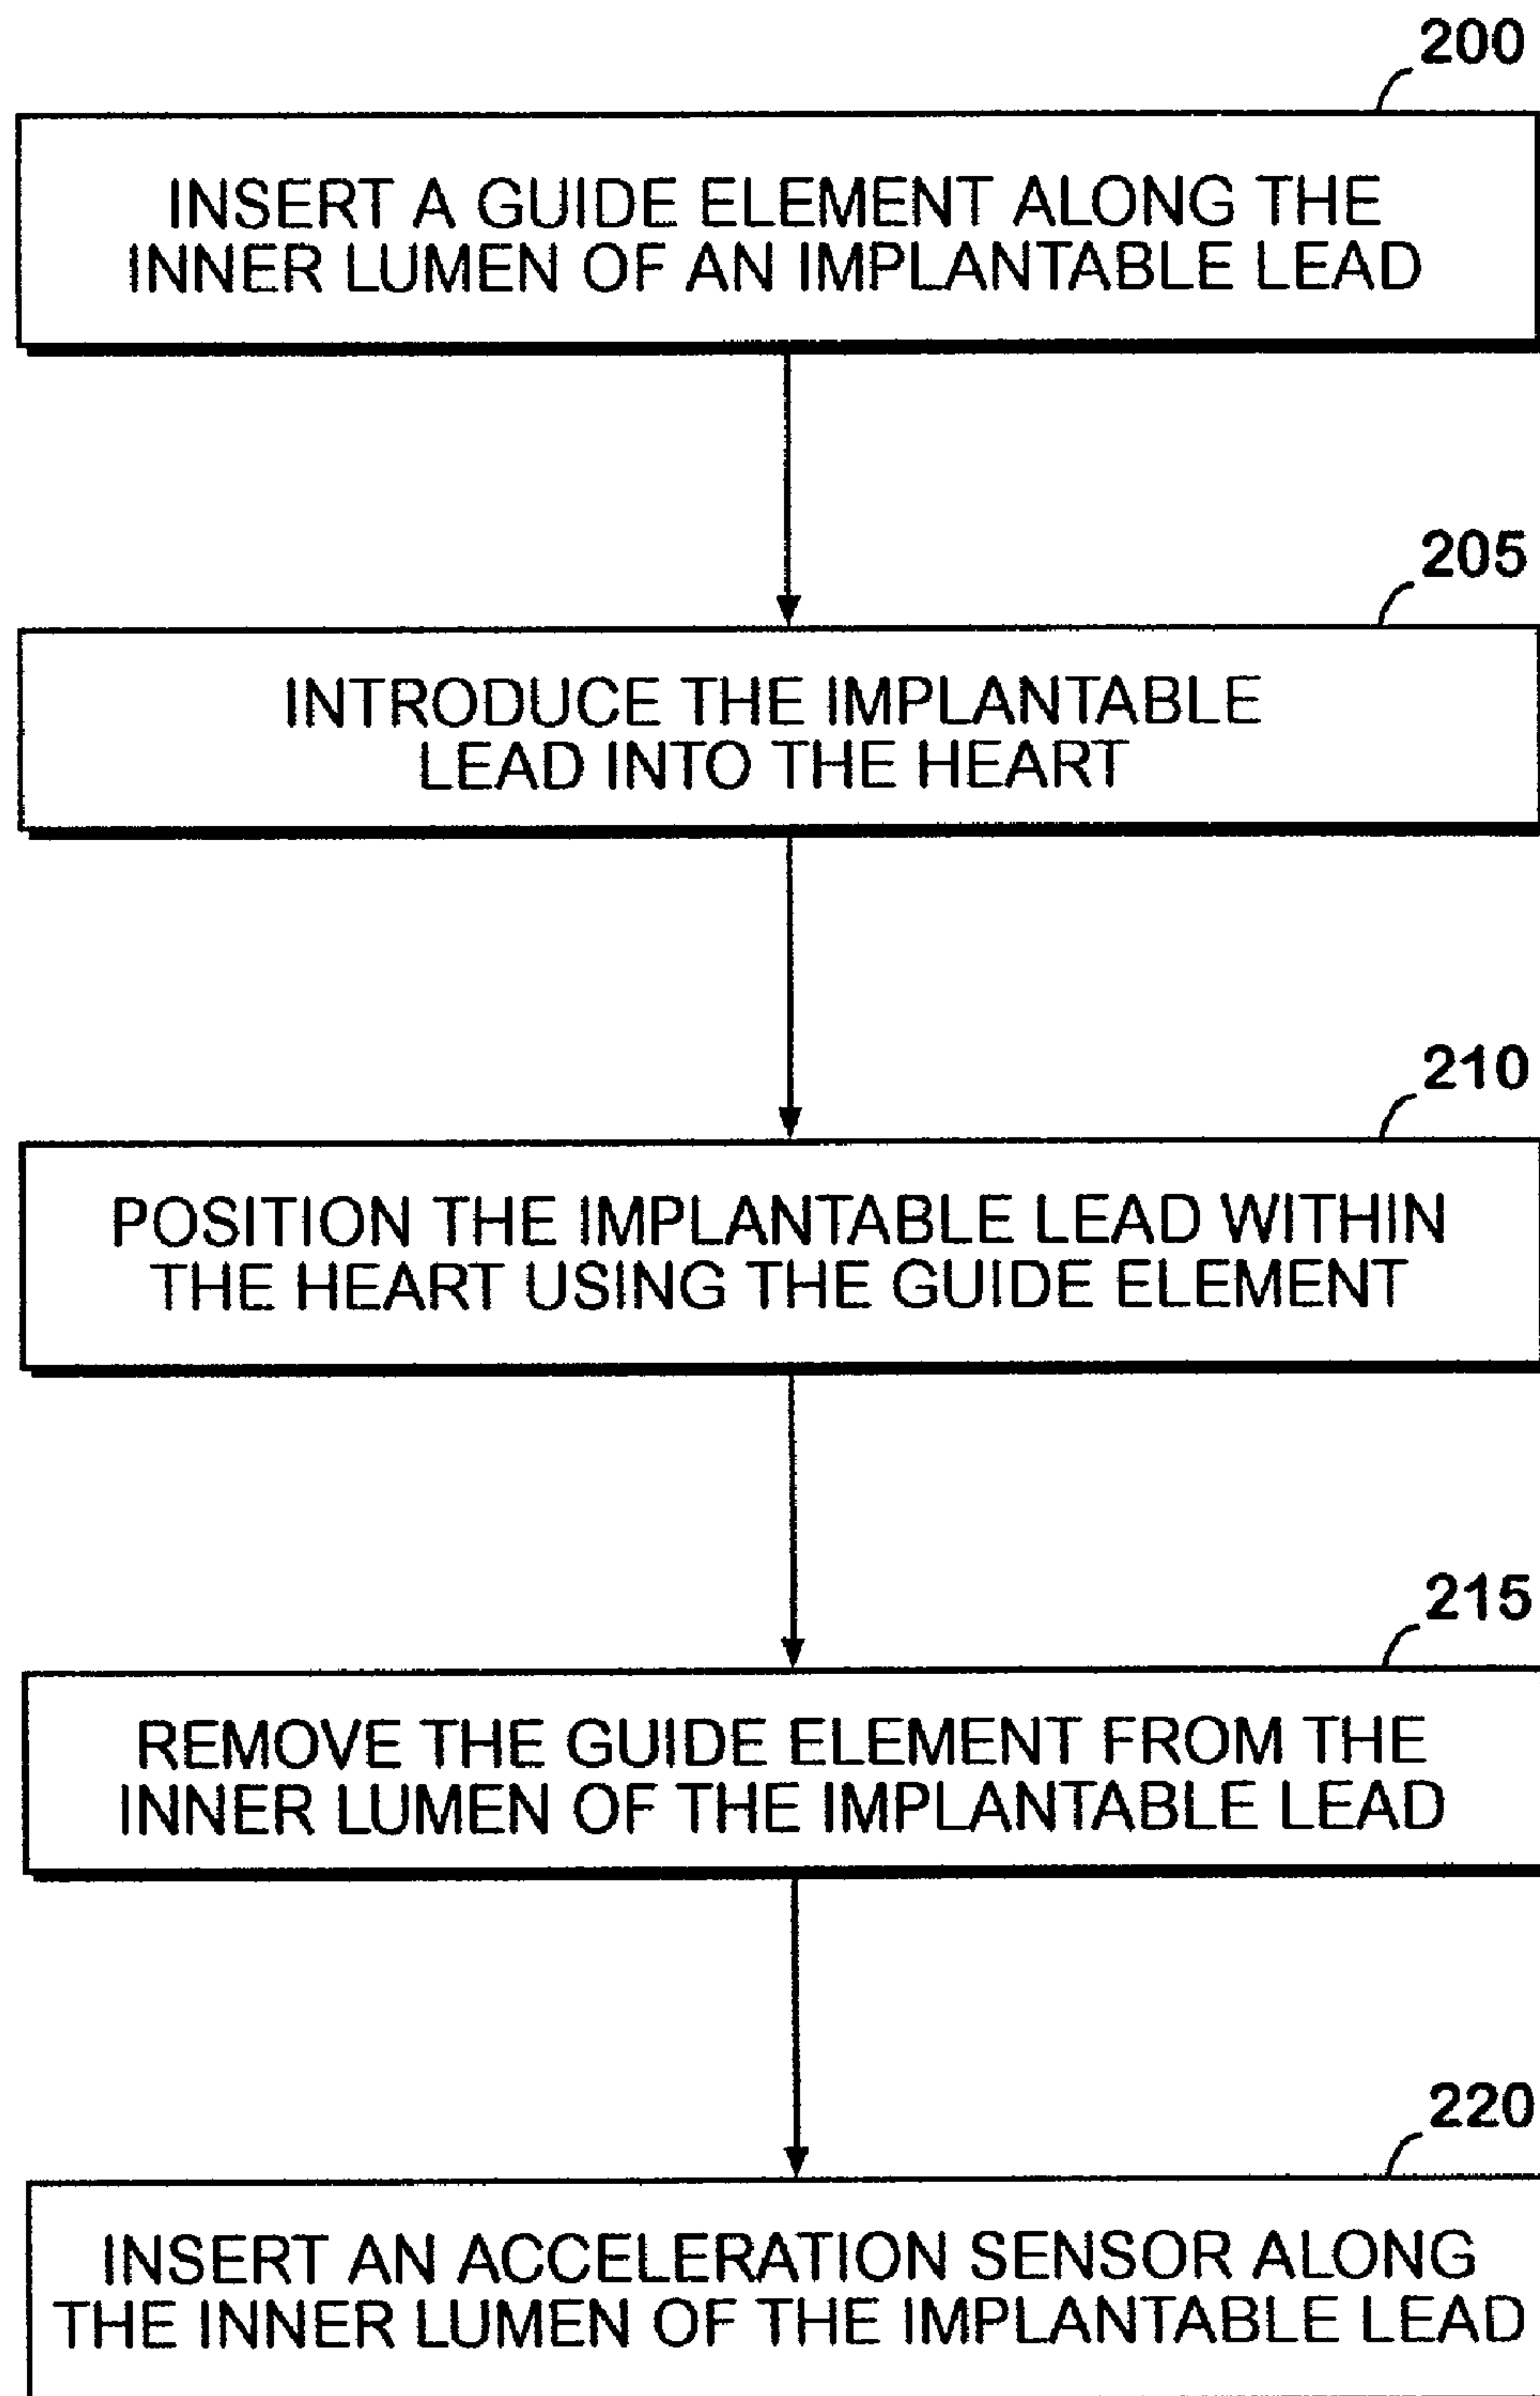 200
INSERT A GUIDE ELEMENT ALONG THE
INNER LUMEN OF AN IMPLANTABLE LEAD
205
INTRODUCE THE IMPLANTABLE
LEAD INTO THE HEART
210
POSITION THE IMPLANTABLE LEAD WITHIN
THE HEART USING THE GUIDE ELEMENT
215
REMOVE THE GUIDE ELEMENT FROM THE
INNER LUMEN OF THE IMPLANTABLE LEAD
220
INSERT AN ACCELERATION SENSOR ALONG
THE INNER LUMEN OF THE IMPLANTABLE LEAD